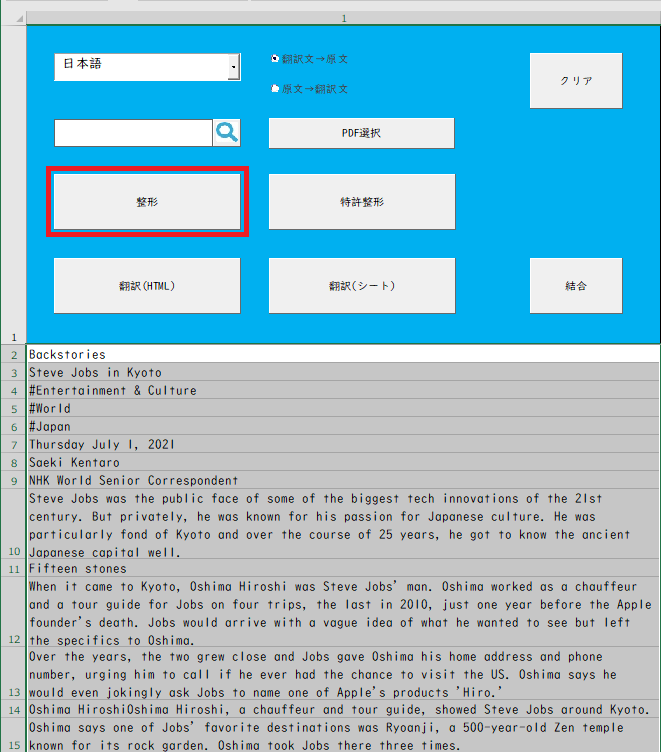 1
日本語
翻訳文→原文
クリア
原文→翻訳文
PDF選択
整形
特許整形
翻訳(HTML)
翻訳(シート)
結合
1
2 Backstories
3 Steve Jobs in Kyoto
4 #Entertainment & Culture
5 #World
6 #Japan
7 Thursday July 1, 2021
8 Saeki Kentaro
9 NHK World Senior Correspondent
Steve Jobs was the public face of some of the biggest tech innovations of the 21st
century. But privately, he was known for his passion for Japanese culture. He was
particularly fond of Kyoto and over the course of 25 years, he got to know the ancient
10 Japanese capital well.
11 Fifteen stones
When it came to Kyoto, Oshima Hiroshi was Steve Jobs' man. Oshima worked as a chauffeur
and a tour guide for Jobs on four trips, the last in 2010, just one year before the Apple
founder's death. Jobs would arrive with a vague idea of what he wanted to see but left
12 the specifics to Oshima.
Over the years, the two grew close and Jobs gave Oshima his home address and phone
number, urging him to call if he ever had the chance to visit the US. Oshima says he
13 would even jokingly ask Jobs to name one of Apple's products 'Hiro.'
14 Oshima HiroshiOshima Hiroshi, a chauffeur and tour guide, showed Steve Jobs around Kyoto.
Oshima says one of Jobs' favorite destinations was Ryoanji, a 500-year-old Zen temple
15 known for its rock garden. Oshima took Jobs there three times.